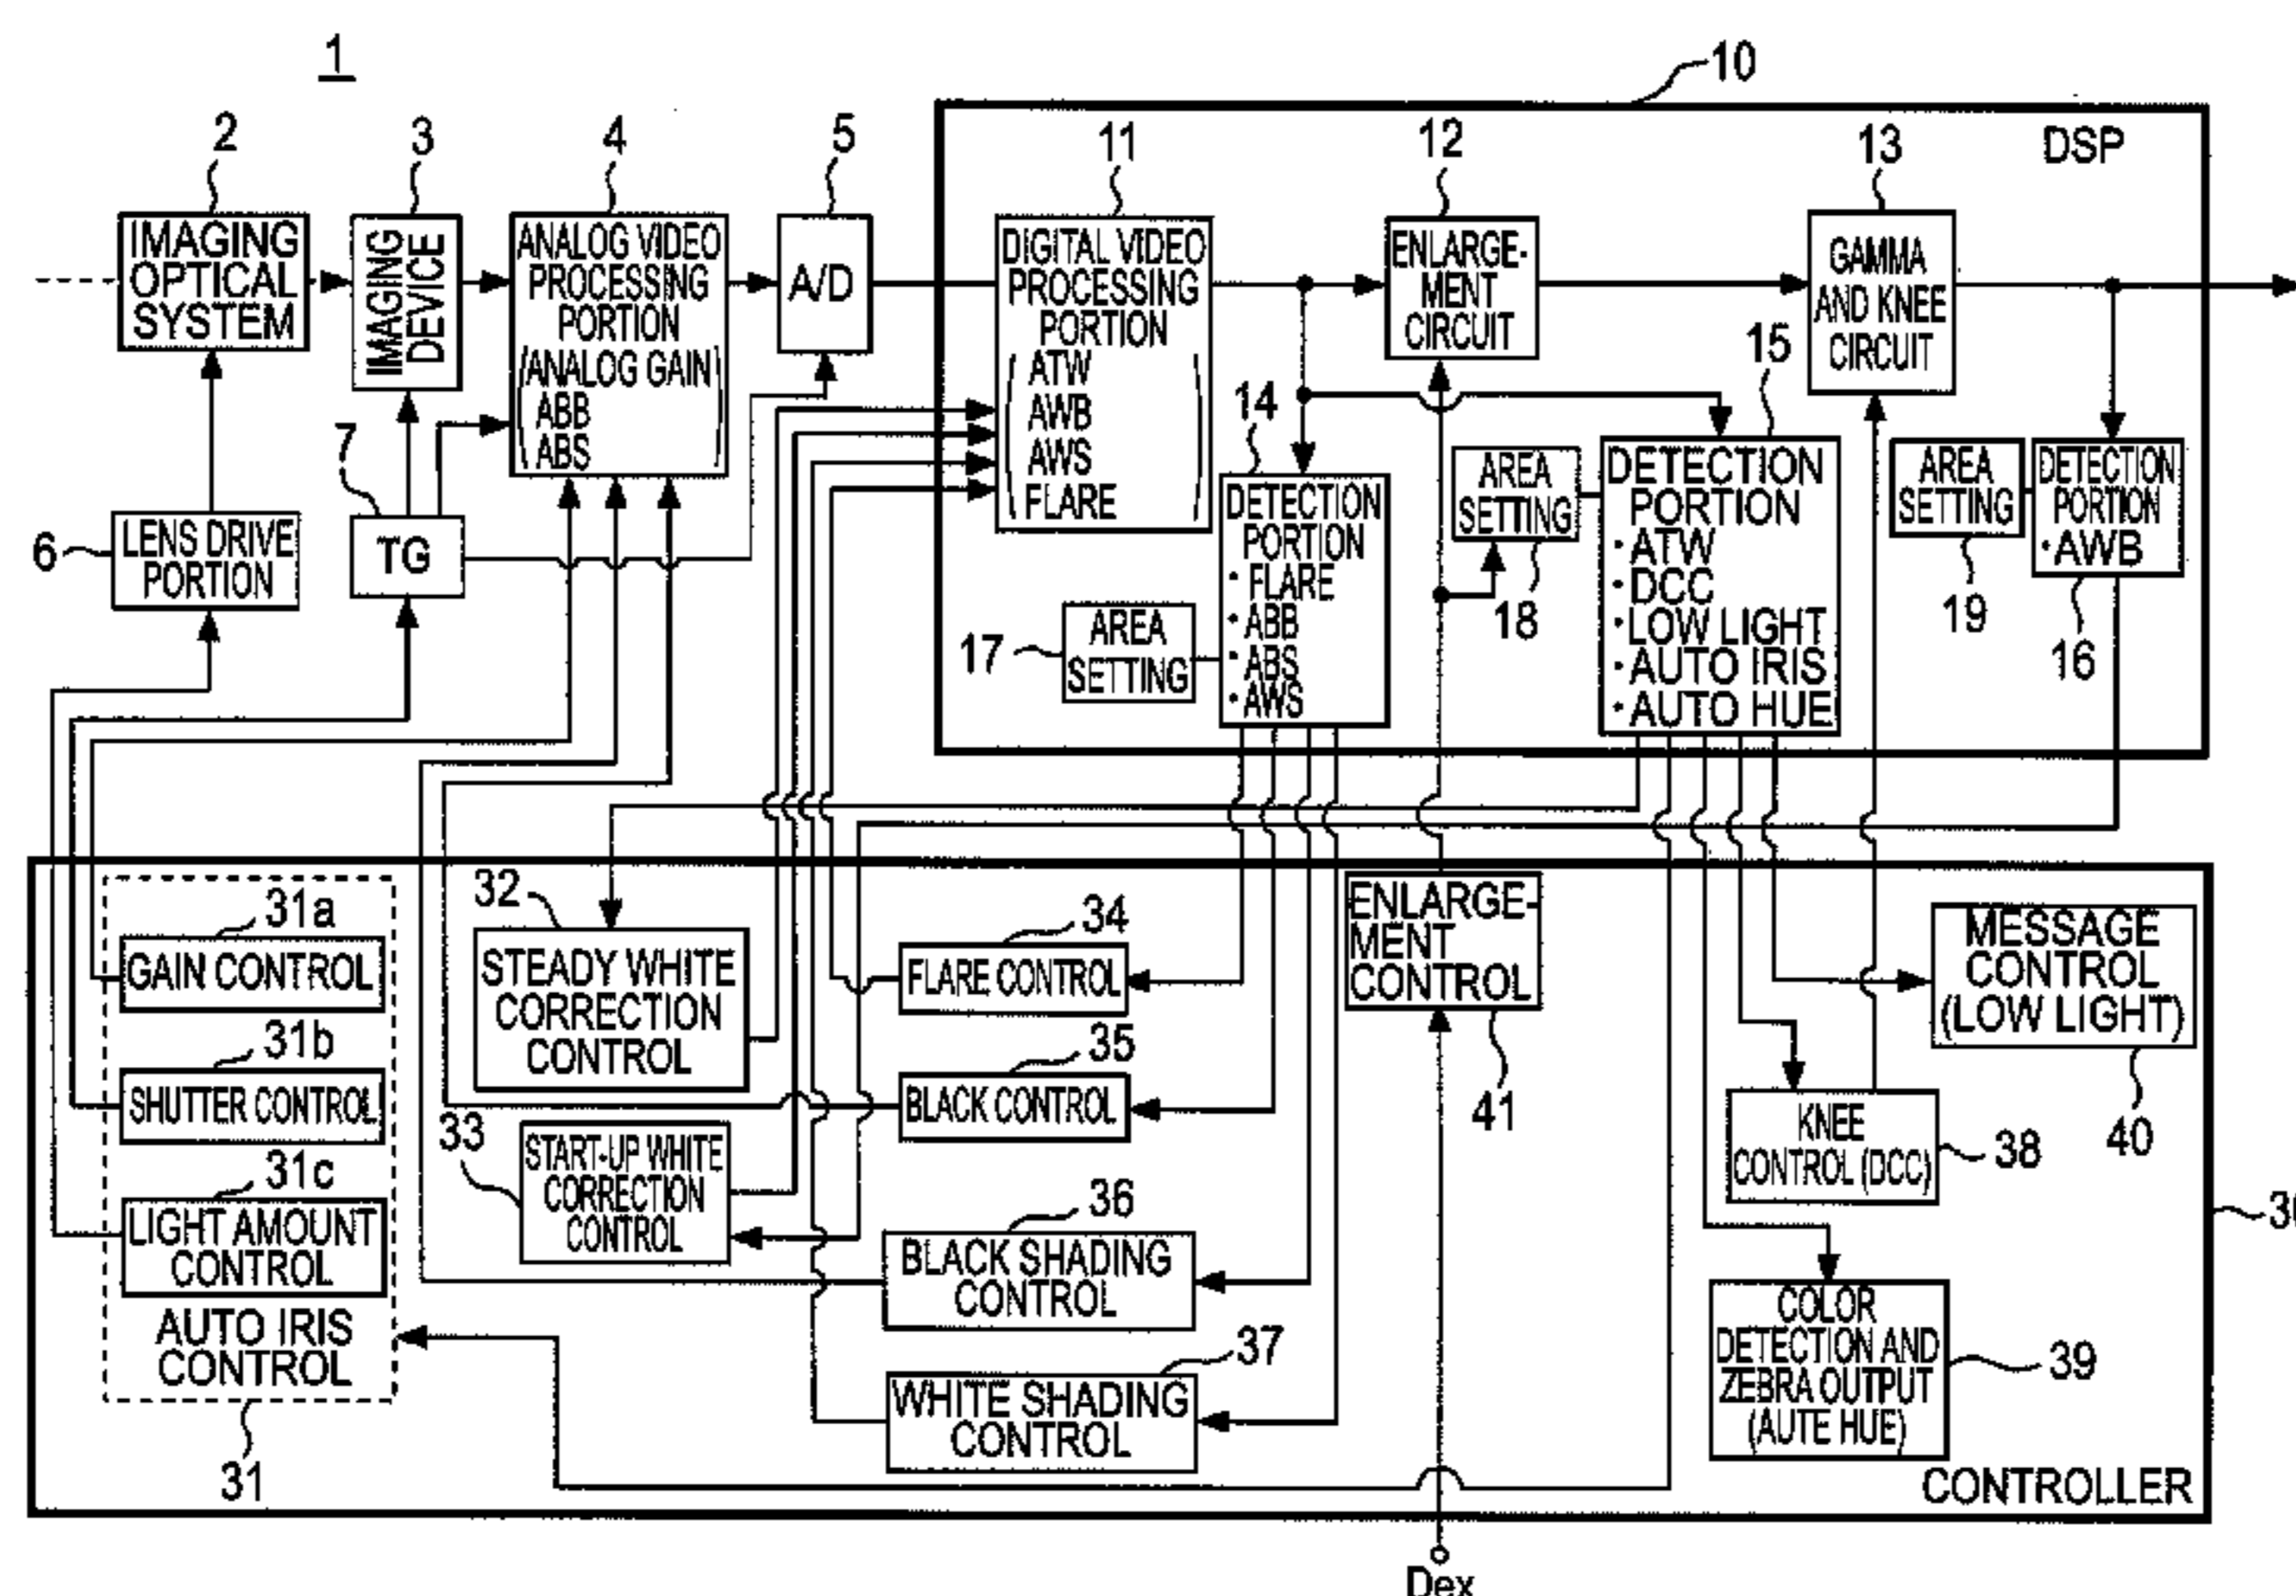 1
10
DSP
2
3
4
5
11
12
13
IMAGING
OPTICAL
SYSTEM
IMAGING
DEVICE
ANALOG VIDEO
PROCESSING
PORTION
(ANALOG GAIN)
ABB
ABS
A/D
DIGITAL VIDEO
PROCESSING
PORTION
ATW
AWB
AWS
FLARE
ENLARGE-
MENT
CIRCUIT
GAMMA
AND KNEE
CIRCUIT
14
15
7
6
LENS DRIVE
PORTION
TG
DETECTION
PORTION
• FLARE
• ABB
• ABS
• AWS
17
AREA
SETTING
AREA
SETTING
18
DETECTION
PORTION
• ATW
• DCC
• LOW LIGHT
• AUTO IRIS
• AUTO HUE
AREA
SETTING
19
DETECTION
PORTION
• AWB
16
31a
GAIN CONTROL
31b
SHUTTER CONTROL
31c
LIGHT AMOUNT
CONTROL
AUTO IRIS
CONTROL
31
32
STEADY WHITE
CORRECTION
CONTROL
33
START-UP WHITE
CORRECTION
CONTROL
34
FLARE CONTROL
35
BLACK CONTROL
36
BLACK SHADING
CONTROL
37
WHITE SHADING
CONTROL
ENLARGE-
MENT
CONTROL
41
MESSAGE
CONTROL
(LOW LIGHT)
40
KNEE
CONTROL (DCC)
38
COLOR
DETECTION AND
ZEBRA OUTPUT
(AUTE HUE)
39
CONTROLLER
Dex